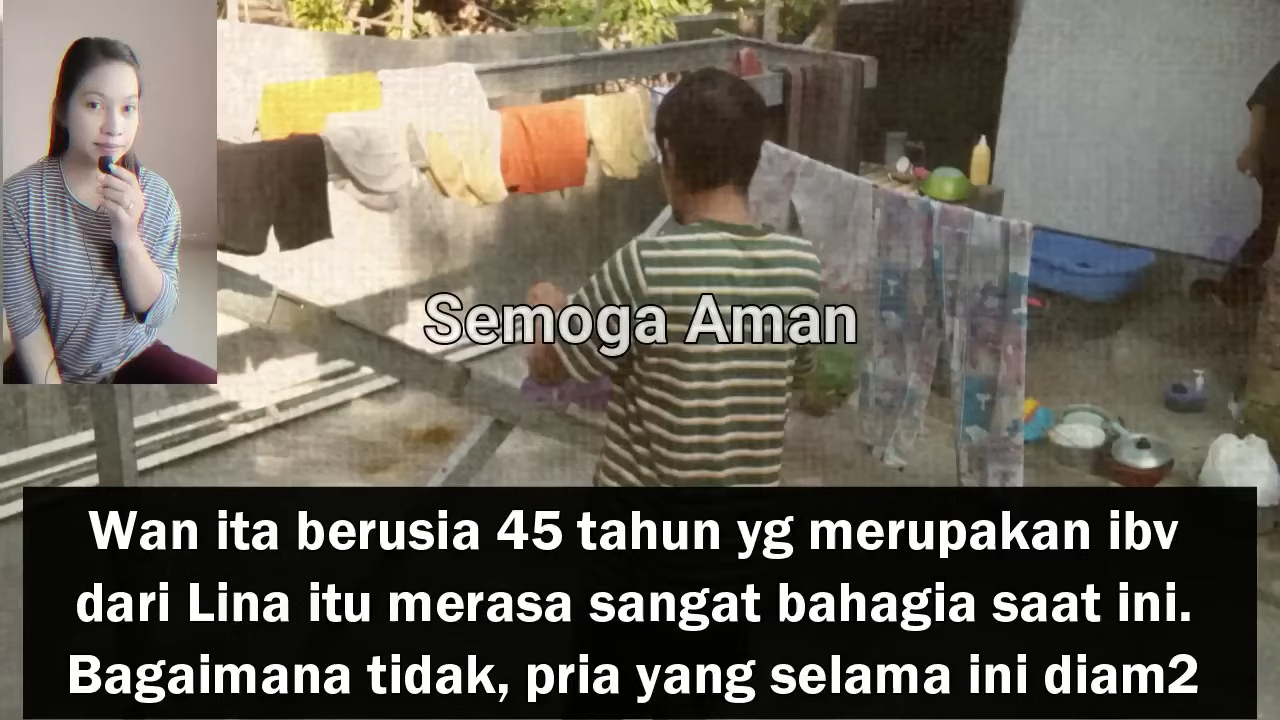 Semoga Aman
Wan ita berusia 45 tahun yg merupakan ibv
dari Lina itu merasa sangat bahagia saat ini.
Bagaimana tidak, pria yang selama ini diam2